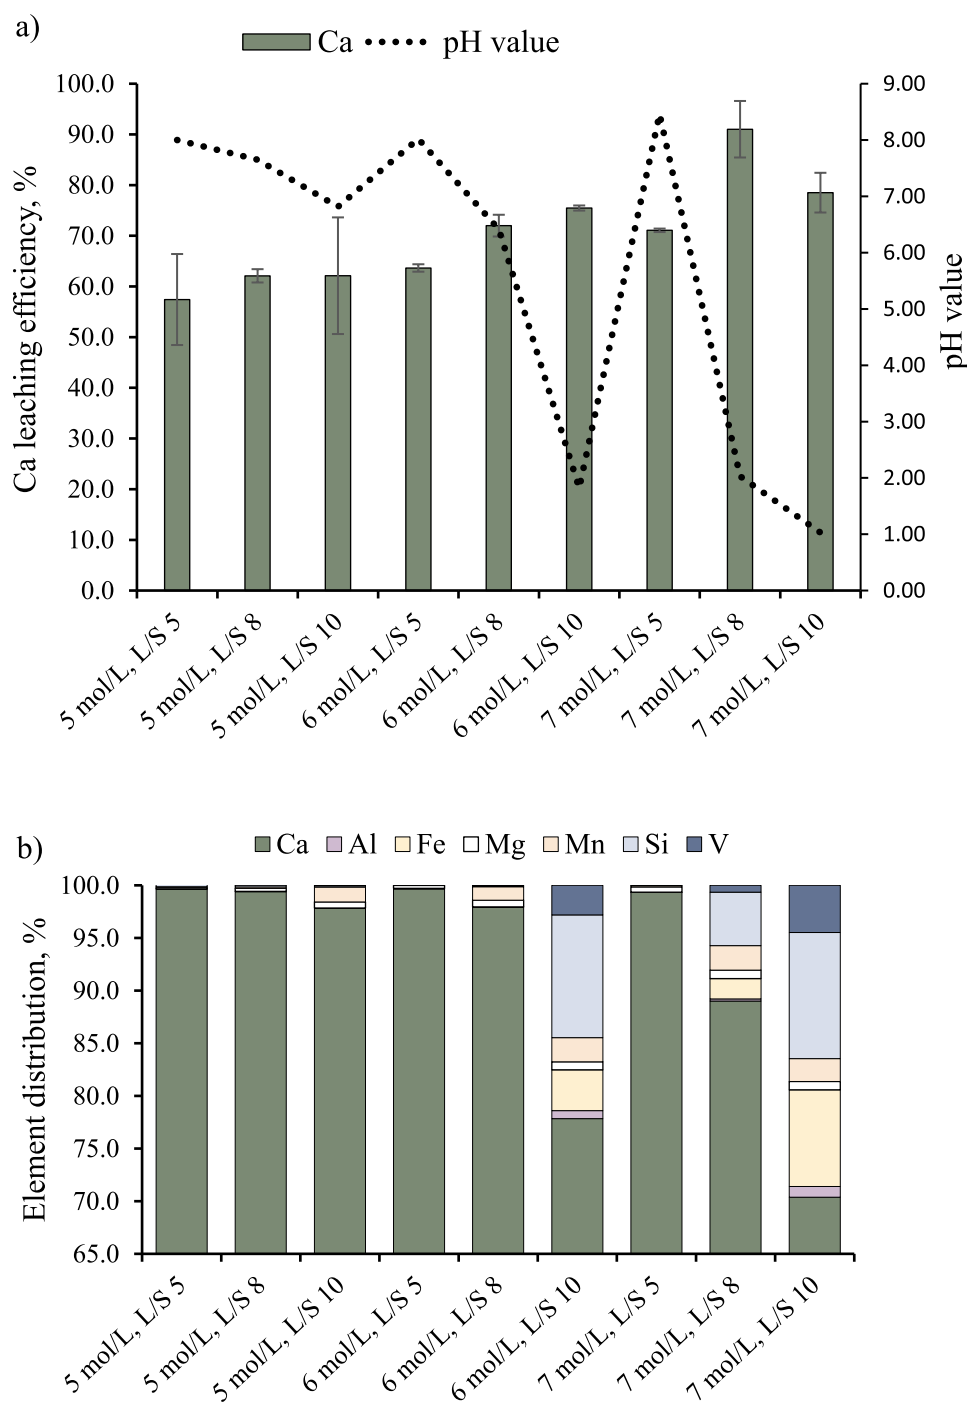 a)
Ca pH value
100.0
90.0
80.0
70.0
60.0
50.0
40.0
30.0
20.0
10.0
0.0
Ca leaching efficiency, %
9.00
8.00
7.00
6.00
5.00
4.00
3.00
2.00
1.00
0.00
pH value
5 mol/L, L/S 5
5 mol/L, L/S 8
5 mol/L, L/S 10
6 mol/L, L/S 5
6 mol/L, L/S 8
6 mol/L, L/S 10
7 mol/L, L/S 5
7 mol/L, L/S 8
7 mol/L, L/S 10
b)
Ca Al Fe Mg Mn Si V
100.0
95.0
90.0
85.0
80.0
75.0
70.0
65.0
Element distribution, %
5 mol/L, L/S 5
5 mol/L, L/S 8
5 mol/L, L/S 10
6 mol/L, L/S 5
6 mol/L, L/S 8
6 mol/L, L/S 10
7 mol/L, L/S 5
7 mol/L, L/S 8
7 mol/L, L/S 10